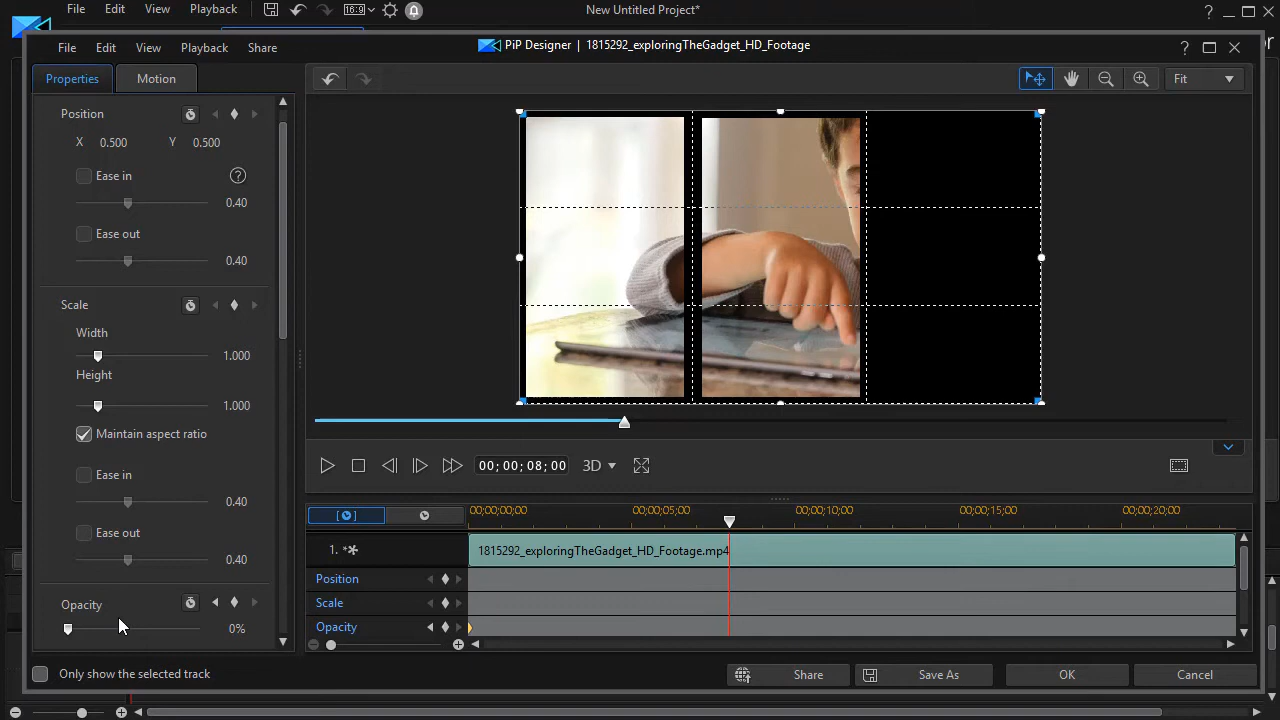 File Edit View Playback 16:9 New Untitled Project* ?
File Edit View Playback Share PiP Designer | 1815292_exploringTheGadget_HD_Footage ?
Properties Motion Fit
Position
X 0.500 Y 0.500
Ease in ?
0.40
Ease out
0.40
Scale
Width
1.000
Height
1.000
Maintain aspect ratio
Ease in
0.40
Ease out
0.40
Opacity
0%
00; 00; 08; 00 3D
00;00;00;00 00;00;05;00 00;00;10;00 00;00;15;00 00;00;20;00
1. 1815292_exploringTheGadget_HD_Footage.mp4
Position
Scale
Opacity
Only show the selected track Share Save As OK Cancel